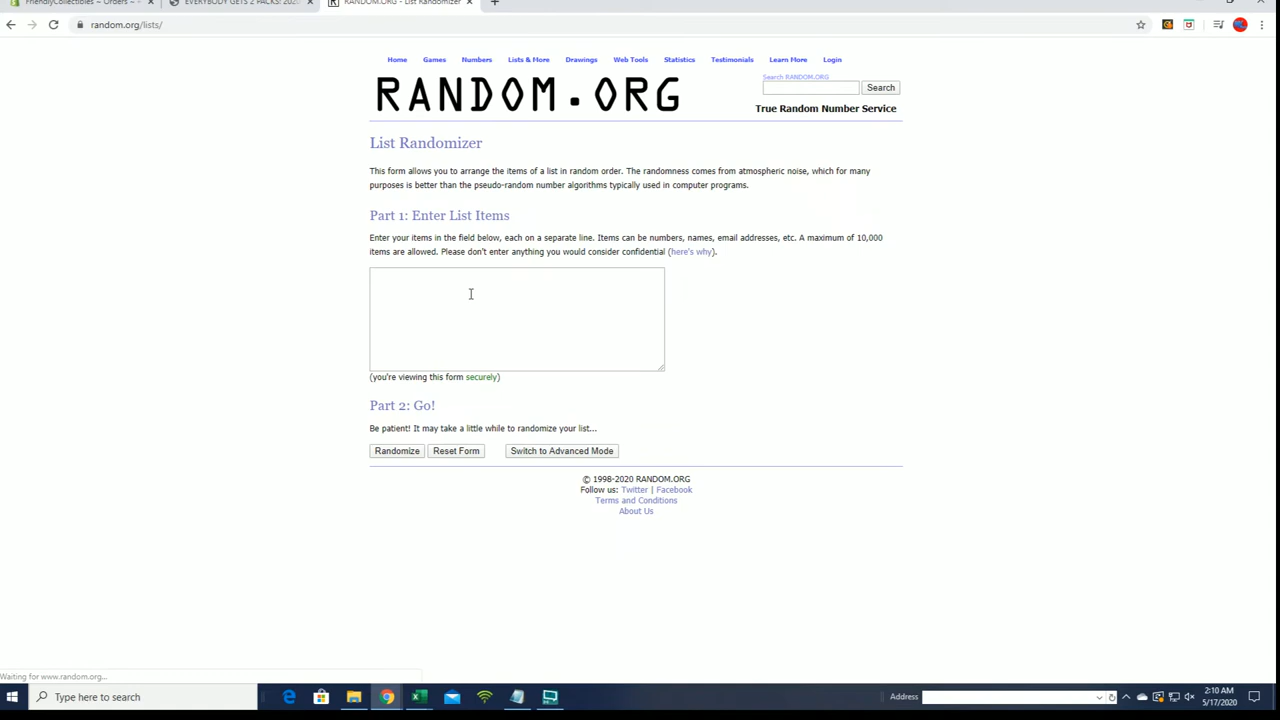 FriendlyCollectibles ~ Orders ~
EVERYBODY GETS 2 PACKS! 202
RANDOM.ORG - List Randomizer
random.org/lists/
Home Games Numbers Lists & More Drawings Web Tools Statistics Testimonials Learn More Login
RANDOM.ORG
Search RANDOM.ORG
Search
True Random Number Service
List Randomizer
This form allows you to arrange the items of a list in random order. The randomness comes from atmospheric noise, which for many
purposes is better than the pseudo-random number algorithms typically used in computer programs.
Part 1: Enter List Items
Enter your items in the field below, each on a separate line. Items can be numbers, names, email addresses, etc. A maximum of 10,000
items are allowed. Please don't enter anything you would consider confidential (here's why).
(you're viewing this form securely)
Part 2: Go!
Be patient! It may take a little while to randomize your list...
Randomize Reset Form Switch to Advanced Mode
© 1998-2020 RANDOM.ORG
Follow us: Twitter | Facebook
Terms and Conditions
About Us
Waiting for www.random.org...
Type here to search
Address
2:10 AM
5/17/2020